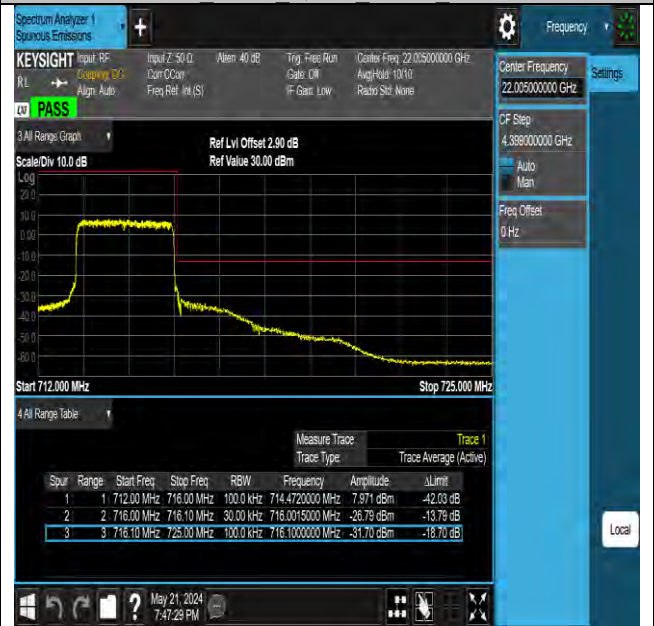 Spectrum Analyzer 1
Spurious Emissions
Frequency
KEYSIGHT Input: RF Input Z: 50 Ω Atten: 40 dB Trig: Free Run Center Freq: 22.005000000 GHz
RL Coupling: DC Corr CCorr Gate: Off Avg|Hold: 10/10
Align: Auto Freq Ref: Int (S) IF Gain: Low Radio Std: None
LXI PASS
Center Frequency
22.005000000 GHz
Settings
CF Step
4.399000000 GHz
Auto
Man
Freq Offset
0 Hz
3 All Range Graph
Ref Lvl Offset 2.90 dB
Scale/Div 10.0 dB Ref Value 30.00 dBm
Log
20.0
10.0
0.00
-10.0
-20.0
-30.0
-40.0
-50.0
-60.0
Start 712.000 MHz Stop 725.000 MHz
4 All Range Table
Measure Trace Trace 1
Trace Type Trace Average (Active)
Spur Range Start Freq Stop Freq RBW Frequency Amplitude ΔLimit
1 1 712.00 MHz 716.00 MHz 100.0 kHz 714.4720000 MHz 7.971 dBm -42.03 dB
2 2 716.00 MHz 716.10 MHz 30.00 kHz 716.0015000 MHz -26.79 dBm -13.79 dB
3 3 716.10 MHz 725.00 MHz 100.0 kHz 716.1000000 MHz -31.70 dBm -18.70 dB
Local
?
May 21, 2024
7:47:29 PM